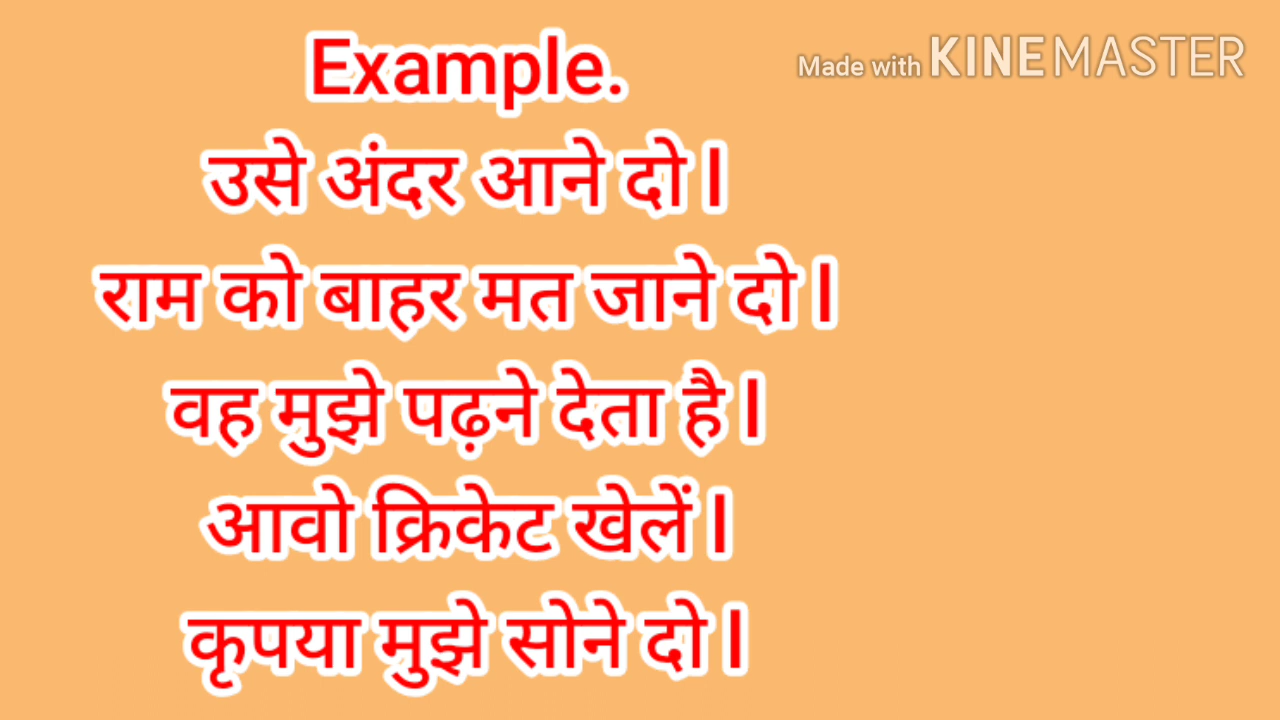 Example.
Made with KINEMASTER
उसे अंदर आने दो l
राम को बाहर मत जाने दो l
वह मुझे पढ़ने देता है l
आवो क्रिकेट खेलें l
कृपया मुझे सोने दो l